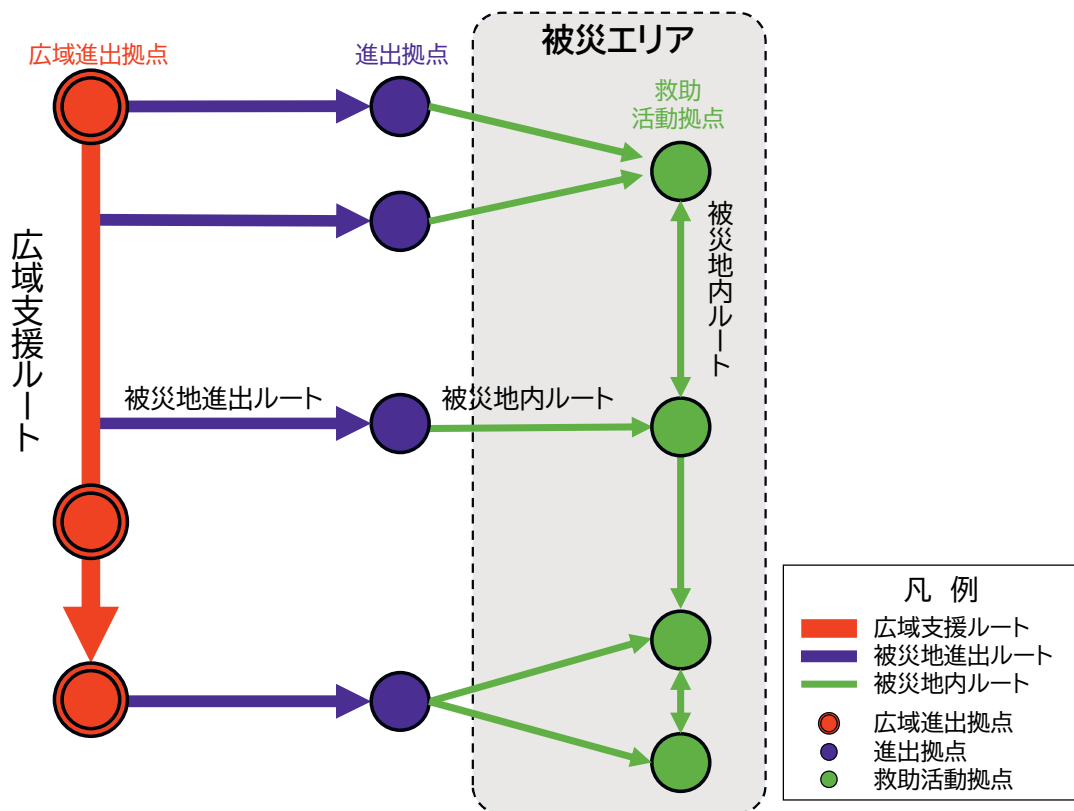 被災エリア
広域進出拠点
進出拠点
救助
活動拠点
広域支援ルート
被災地内ルート
被災地進出ルート
被災地内ルート
凡 例
広域支援ルート
被災地進出ルート
被災地内ルート
広域進出拠点
進出拠点
救助活動拠点